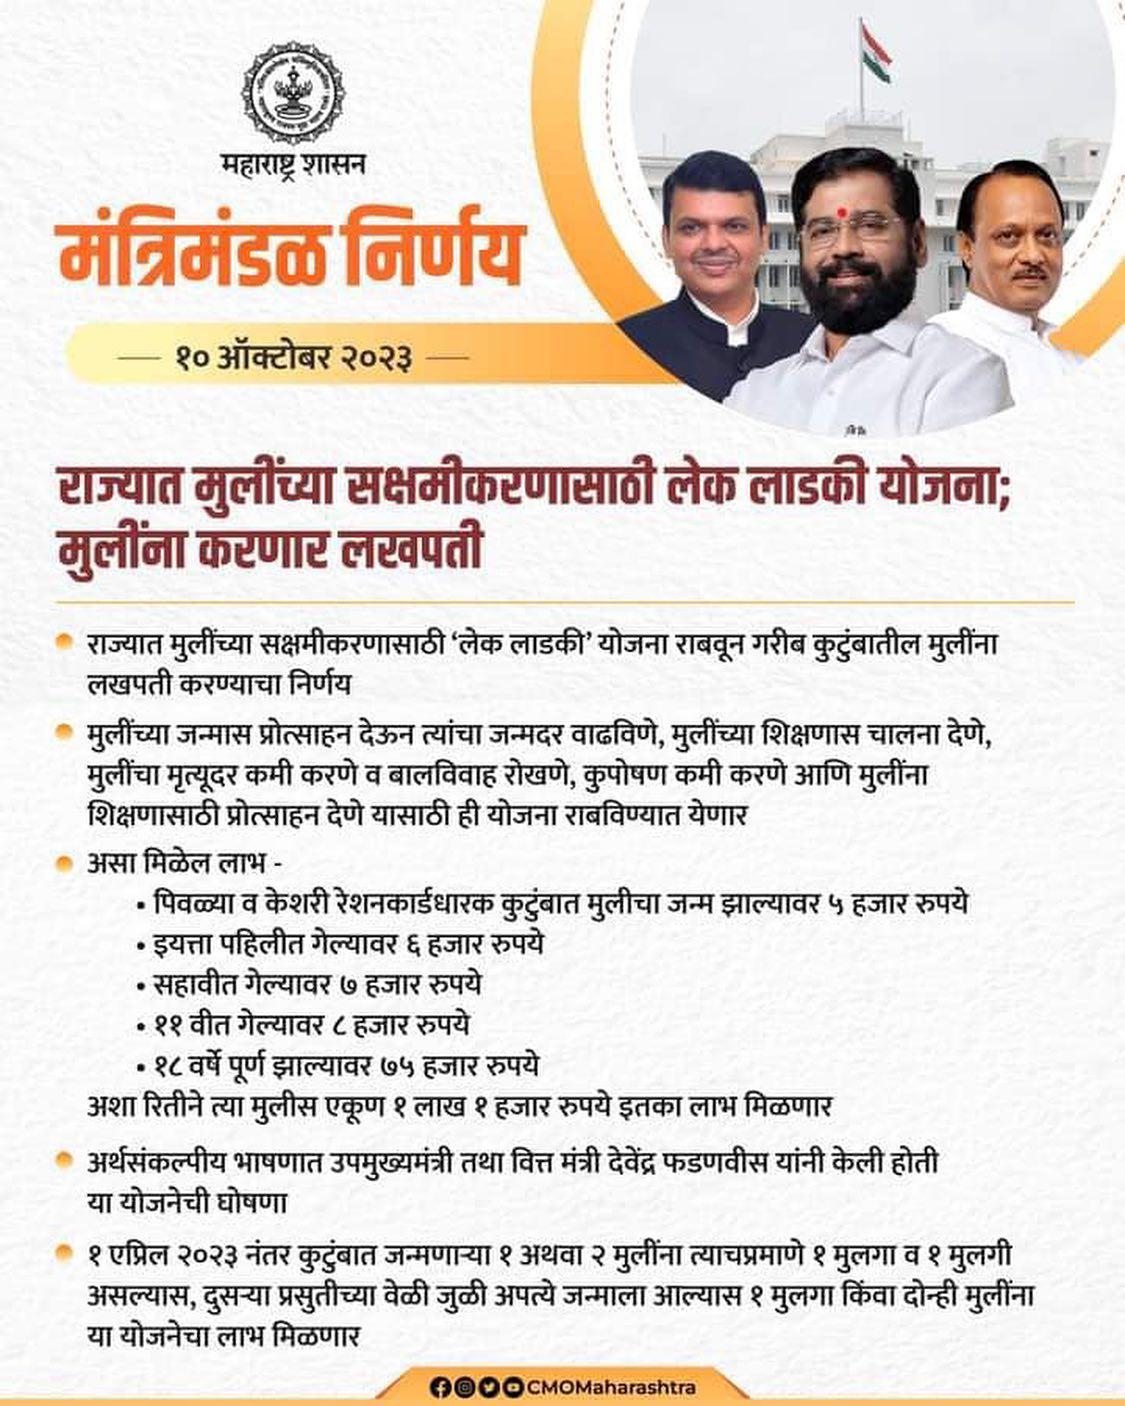 महाराष्ट्र शासन
मंत्रिमंडळ निर्णय
१० ऑक्टोबर २०२३
राज्यात मुलींच्या सक्षमीकरणासाठी लेक लाडकी योजना;
मुलींना करणार लखपती
राज्यात मुलींच्या सक्षमीकरणासाठी ‘लेक लाडकी’ योजना राबवून गरीब कुटुंबातील मुलींना
लखपती करण्याचा निर्णय
मुलींच्या जन्मास प्रोत्साहन देऊन त्यांचा जन्मदर वाढविणे, मुलींच्या शिक्षणास चालना देणे,
मुलींचा मृत्यूदर कमी करणे व बालविवाह रोखणे, कुपोषण कमी करणे आणि मुलींना
शिक्षणासाठी प्रोत्साहन देणे यासाठी ही योजना राबविण्यात येणार
असा मिळेल लाभ -
• पिवळ्या व केशरी रेशनकार्डधारक कुटुंबात मुलीचा जन्म झाल्यावर ५ हजार रुपये
• इयत्ता पहिलीत गेल्यावर ६ हजार रुपये
• सहावीत गेल्यावर ७ हजार रुपये
• ११ वीत गेल्यावर ८ हजार रुपये
• १८ वर्षे पूर्ण झाल्यावर ७५ हजार रुपये
अशा रितीने त्या मुलीस एकूण १ लाख १ हजार रुपये इतका लाभ मिळणार
अर्थसंकल्पीय भाषणात उपमुख्यमंत्री तथा वित्त मंत्री देवेंद्र फडणवीस यांनी केली होती
या योजनेची घोषणा
१ एप्रिल २०२३ नंतर कुटुंबात जन्मणाऱ्या १ अथवा २ मुलींना त्याचप्रमाणे १ मुलगा व १ मुलगी
असल्यास, दुसऱ्या प्रसुतीच्या वेळी जुळी अपत्ये जन्माला आल्यास १ मुलगा किंवा दोन्ही मुलींना
या योजनेचा लाभ मिळणार
CMOMaharashtra